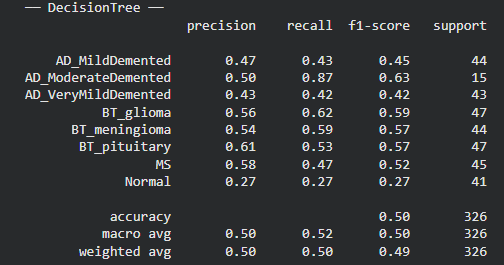 ── DecisionTree ──
precision recall f1-score support
AD_MildDemented 0.47 0.43 0.45 44
AD_ModerateDemented 0.50 0.87 0.63 15
AD_VeryMildDemented 0.43 0.42 0.42 43
BT_glioma 0.56 0.62 0.59 47
BT_meningioma 0.54 0.59 0.57 44
BT_pituitary 0.61 0.53 0.57 47
MS 0.58 0.47 0.52 45
Normal 0.27 0.27 0.27 41
accuracy 0.50 326
macro avg 0.50 0.52 0.50 326
weighted avg 0.50 0.50 0.49 326